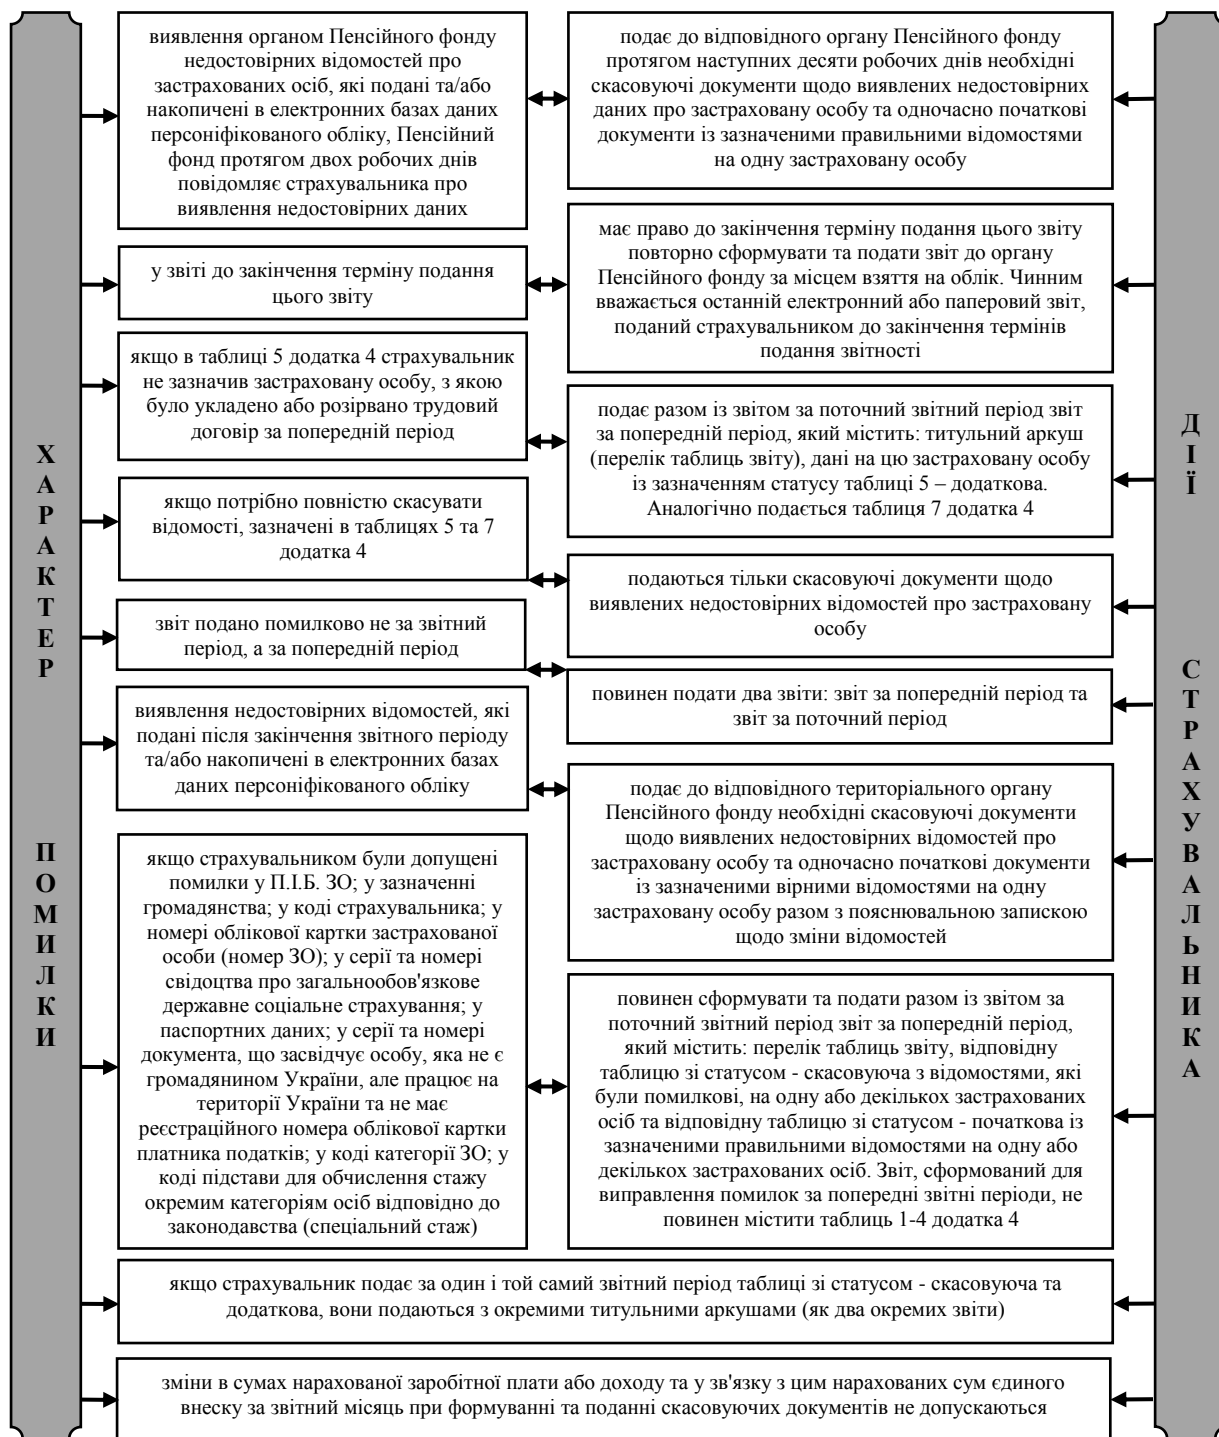 ХАРАКТЕР ПОМИЛКИ
виявлення органом Пенсійного фонду
недостовірних відомостей про
застрахованих осіб, які подані та/або
накопичені в електронних базах даних
персоніфікованого обліку, Пенсійний
фонд протягом двох робочих днів
повідомляє страхувальника про
виявлення недостовірних даних
подає до відповідного органу Пенсійного фонду
протягом наступних десяти робочих днів необхідні
скасовуючі документи щодо виявлених недостовірних
даних про застраховану особу та одночасно початкові
документи із зазначеними правильними відомостями
на одну застраховану особу
у звіті до закінчення терміну подання
цього звіту
має право до закінчення терміну подання цього звіту
повторно сформувати та подати звіт до органу
Пенсійного фонду за місцем взяття на облік. Чинним
вважається останній електронний або паперовий звіт,
поданий страхувальником до закінчення термінів
подання звітності
якщо в таблиці 5 додатка 4 страхувальник
не зазначив застраховану особу, з якою
було укладено або розірвано трудовий
договір за попередній період
подає разом із звітом за поточний звітний період звіт
за попередній період, який містить: титульний аркуш
(перелік таблиць звіту), дані на цю застраховану особу
із зазначенням статусу таблиці 5 – додаткова.
Аналогічно подається таблиця 7 додатка 4
якщо потрібно повністю скасувати
відомості, зазначені в таблицях 5 та 7
додатка 4
подаються тільки скасовуючі документи щодо
виявлених недостовірних відомостей про застраховану
особу
звіт подано помилково не за звітний
період, а за попередній період
повинен подати два звіти: звіт за попередній період та
звіт за поточний період
виявлення недостовірних відомостей, які
подані після закінчення звітного періоду
та/або накопичені в електронних базах
даних персоніфікованого обліку
подає до відповідного територіального органу
Пенсійного фонду необхідні скасовуючі документи
щодо виявлених недостовірних відомостей про
застраховану особу та одночасно початкові документи
із зазначеними вірними відомостями на одну
застраховану особу разом з пояснювальною запискою
щодо зміни відомостей
якщо страхувальником були допущені
помилки у П.І.Б. ЗО; у зазначенні
громадянства; у коді страхувальника; у
номері облікової картки застрахованої
особи (номер ЗО); у серії та номері
свідоцтва про загальнообов'язкове
державне соціальне страхування; у
паспортних даних; у серії та номері
документа, що засвідчує особу, яка не є
громадянином України, але працює на
території України та не має
реєстраційного номера облікової картки
платника податків; у коді категорії ЗО; у
коді підстави для обчислення стажу
окремим категоріям осіб відповідно до
законодавства (спеціальний стаж)
повинен сформувати та подати разом із звітом за
поточний звітний період звіт за попередній період,
який містить: перелік таблиць звіту, відповідну
таблицю зі статусом - скасовуюча з відомостями, які
були помилкові, на одну або декількох застрахованих
осіб та відповідну таблицю зі статусом - початкова із
зазначеними правильними відомостями на одну або
декількох застрахованих осіб. Звіт, сформований для
виправлення помилок за попередні звітні періоди, не
повинен містити таблиць 1-4 додатка 4
якщо страхувальник подає за один і той самий звітний період таблиці зі статусом - скасовуюча та
додаткова, вони подаються з окремими титульними аркушами (як два окремих звіти)
зміни в сумах нарахованої заробітної плати або доходу та у зв'язку з цим нарахованих сум єдиного
внеску за звітний місяць при формуванні та поданні скасовуючих документів не допускаються
ДІЇ СТРАХУВАЛЬНИКА